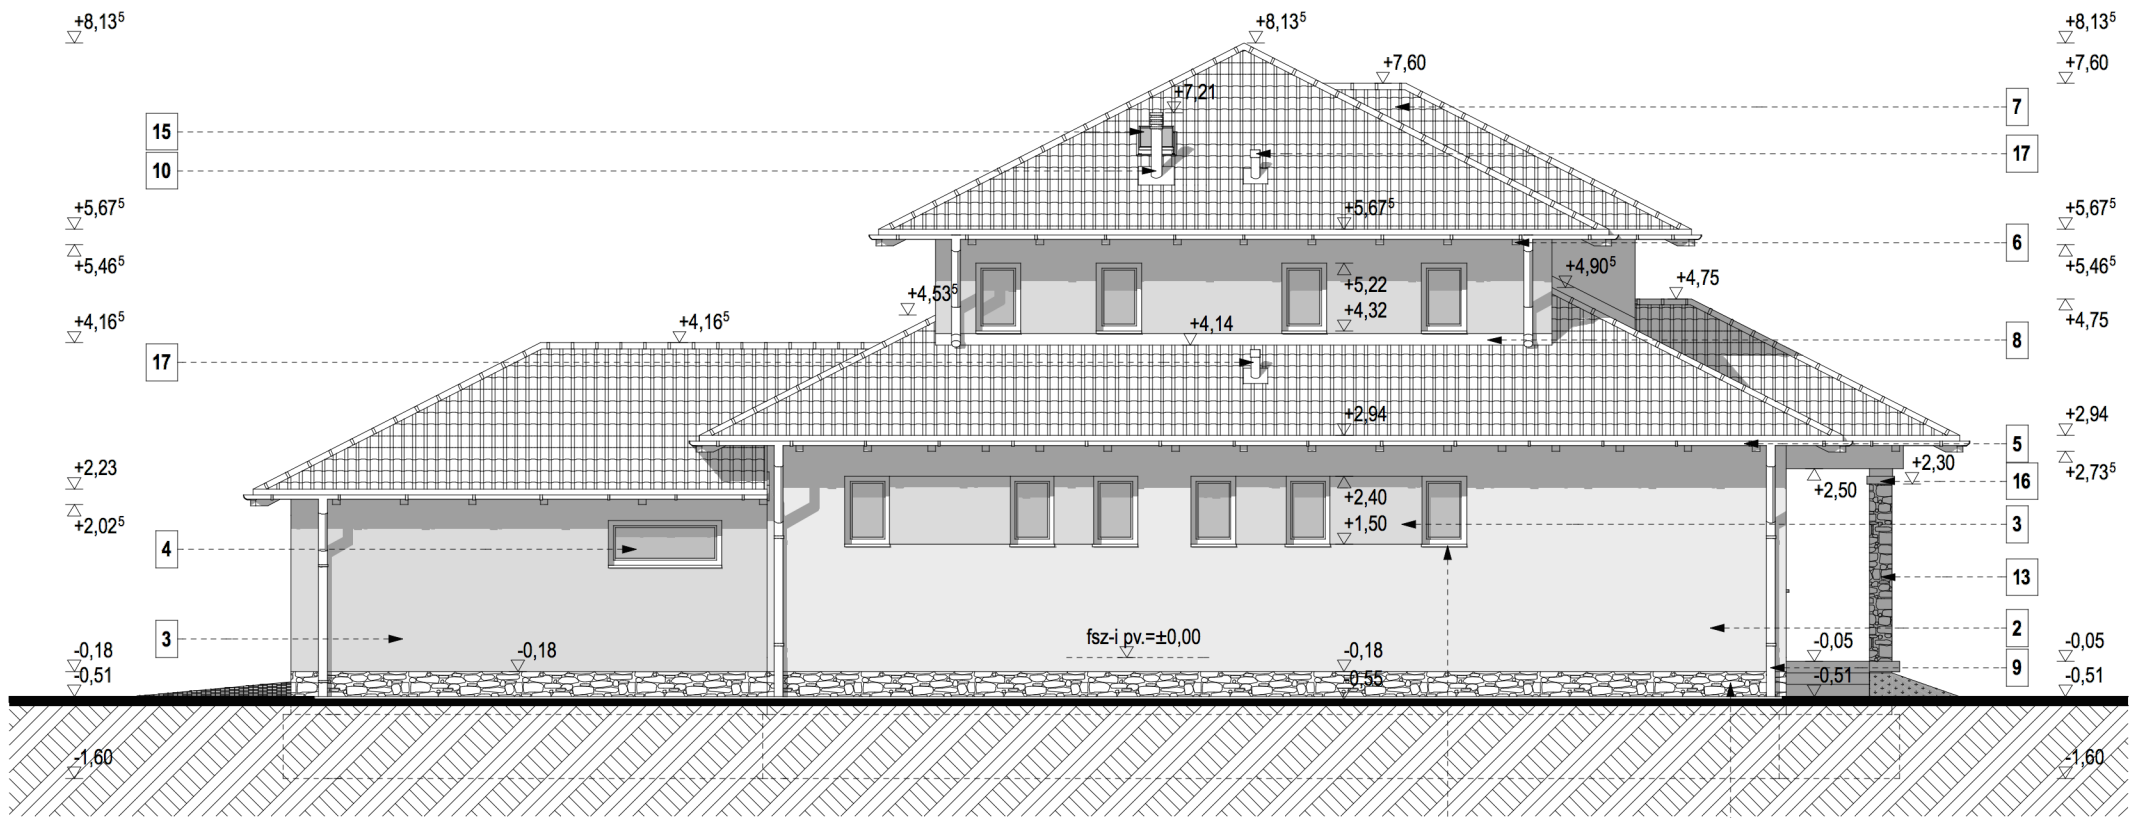 +8,13⁵ +8,13⁵ +8,13⁵
+7,60 +7,60
+7,21
15 7
10 17
+5,67⁵ +5,67⁵ +5,67⁵
6
+5,46⁵ +4,90⁵ +5,46⁵
+4,53⁵ +5,22 +4,75
+4,16⁵ +4,16⁵ +4,14 +4,32 +4,75
17 8
+2,94 +2,94
5
+2,23 +2,30 +2,73⁵
+2,40 +2,50 16
+2,02⁵ +1,50 3
4 13
3 fsz-i pv.=±0,00 2
-0,18 -0,18 -0,18 -0,05 -0,05
9
-0,51 -0,55 -0,51 -0,51
-1,60 -1,60